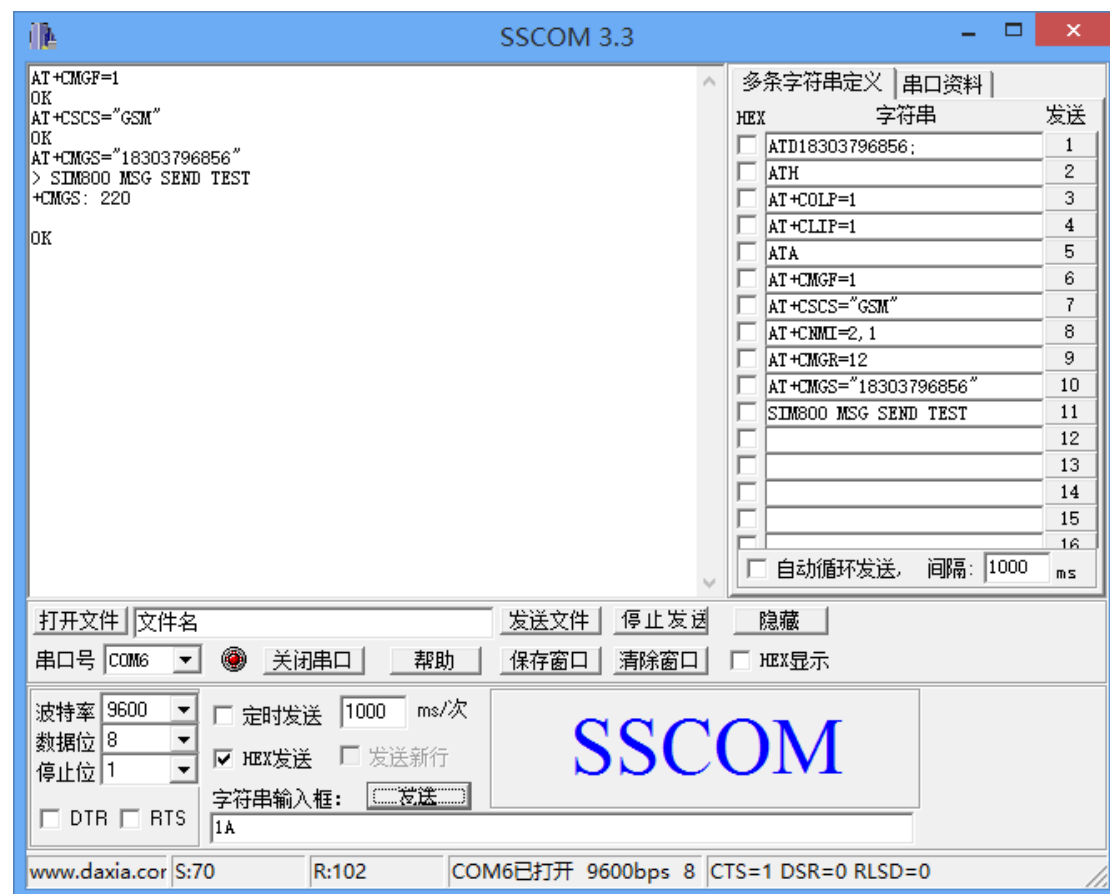 SSCOM 3.3
AT+CMGF=1
OK
AT+CSCS="GSM"
OK
AT+CMGS="18303796856"
> SIM800 MSG SEND TEST
+CMGS: 220
OK
多条字符串定义 串口资料
HEX 字符串 发送
ATD18303796856; 1
ATH 2
AT+COLP=1 3
AT+CLIP=1 4
ATA 5
AT+CMGF=1 6
AT+CSCS="GSM" 7
AT+CNMI=2,1 8
AT+CMGR=12 9
AT+CMGS="18303796856" 10
SIM800 MSG SEND TEST 11
12
13
14
15
16
自动循环发送, 间隔: 1000 ms
打开文件 文件名 发送文件 停止发送 隐藏
串口号 COM6 关闭串口 帮助 保存窗口 清除窗口 HEX显示
波特率 9600 定时发送 1000 ms/次
数据位 8
停止位 1 HEX发送 发送新行
SSCOM
字符串输入框: 发送
DTR RTS 1A
www.daxia.cor S:70 R:102 COM6已打开 9600bps 8 CTS=1 DSR=0 RLSD=0